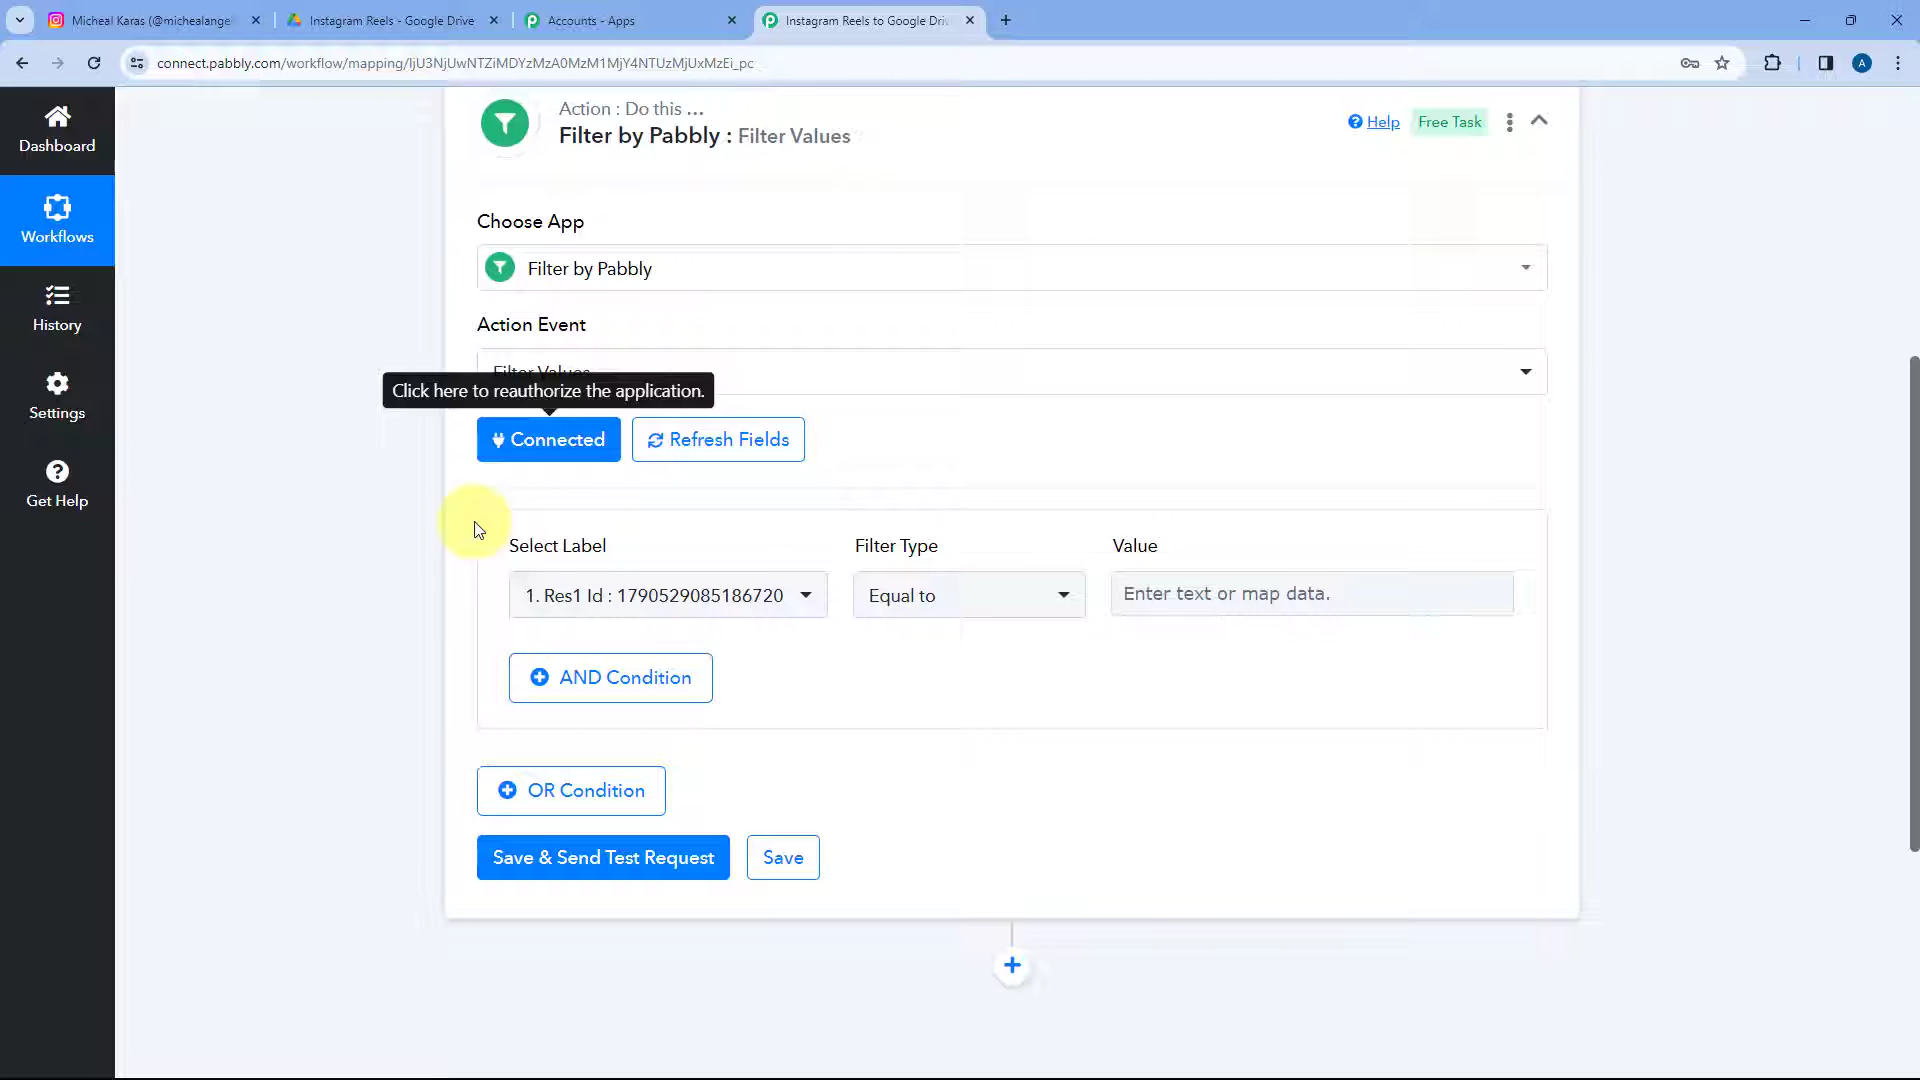 Micheal Karas (@michealangel
Instagram Reels - Google Drive
Accounts - Apps
Instagram Reels to Google Driv
connect.pabbly.com/workflow/mapping/IjU3NjUwNTZiMDYzMzA0MzM1MjY4NTUzMjUxMzEi_pc
A
Dashboard
Workflows
History
Settings
Get Help
Action : Do this ...
Filter by Pabbly : Filter Values
Help
Free Task
Choose App
Filter by Pabbly
Action Event
Filter Values
Click here to reauthorize the application.
Connected
Refresh Fields
Select Label
Filter Type
Value
1. Res1 Id : 1790529085186720
Equal to
Enter text or map data.
AND Condition
OR Condition
Save & Send Test Request
Save